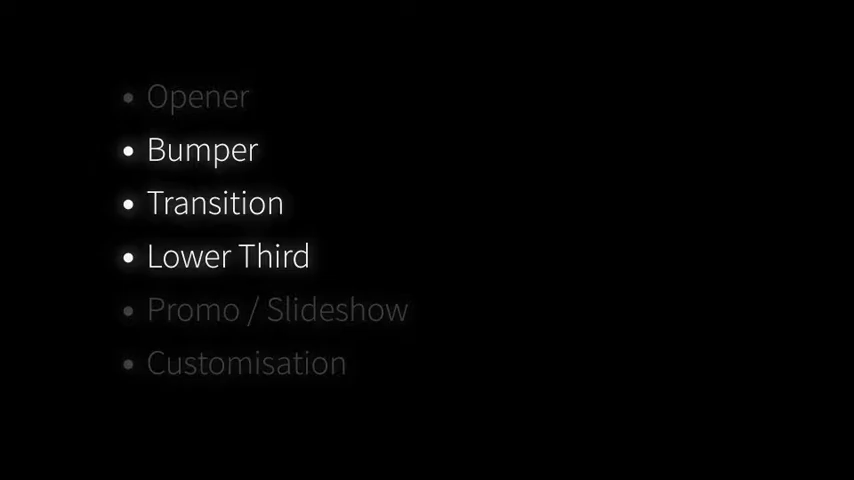 • Opener
• Bumper
• Transition
• Lower Third
• Promo / Slideshow
• Customisation